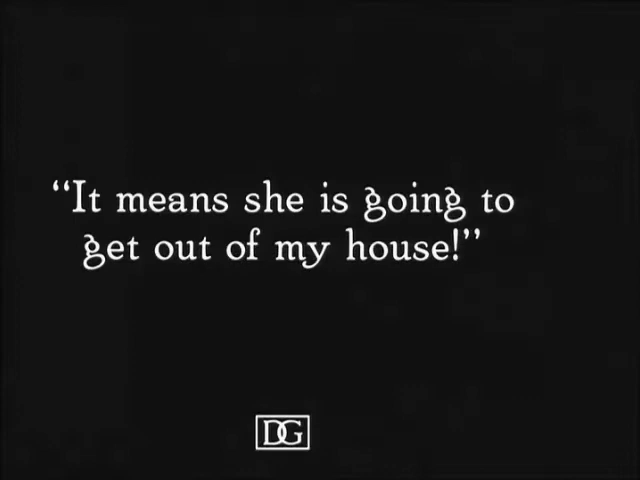 “It means she is going to
get out of my house!”
DG